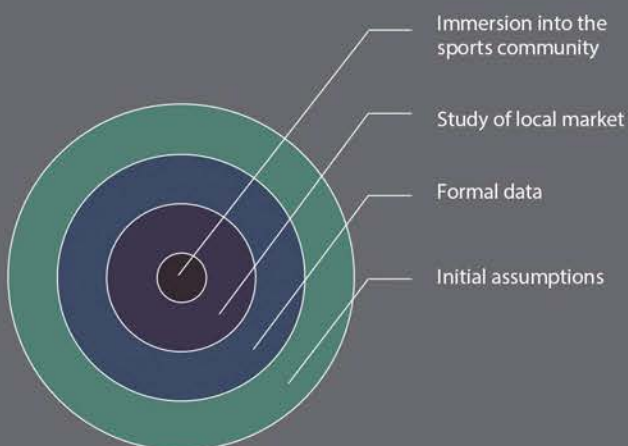 Immersion into the
sports community
Study of local market
Formal data
Initial assumptions